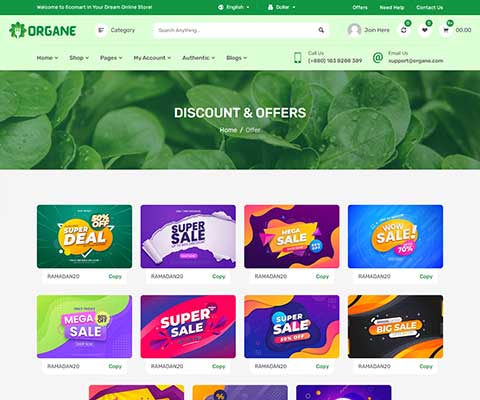 Welcome to Ecomart in Your Dream Online Store!
English
Dollar
Offers
Need Help
Contact Us
ORGANE
Category
Search Anything...
Join Here
0
0
9+
00.00
Home
Shop
Pages
My Account
Authentic
Blogs
Call Us
(+880) 183 8288 389
Email Us
support@organe.com
DISCOUNT & OFFERS
Home / Offer
SUPER
DEAL
50%
OFF
SUPER
SALE
MEGA
SALE
WOW
SALE!
70%
RAMADAN20 Copy
RAMADAN20 Copy
RAMADAN20 Copy
RAMADAN20 Copy
MEGA
SALE
SUPER
SALE
SUPER
SALE
50% OFF
BIG SALE
RAMADAN20 Copy
RAMADAN20 Copy
RAMADAN20 Copy
RAMADAN20 Copy
%